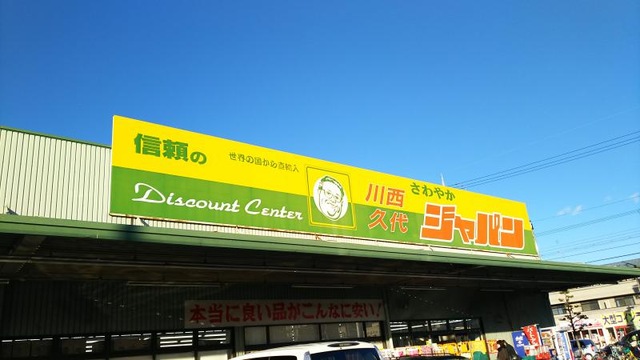 信頼の
世界の国から直輸入
Discount Center
川西
久代
さわやか
ジャパン
本当に良い品がこんなに安い!